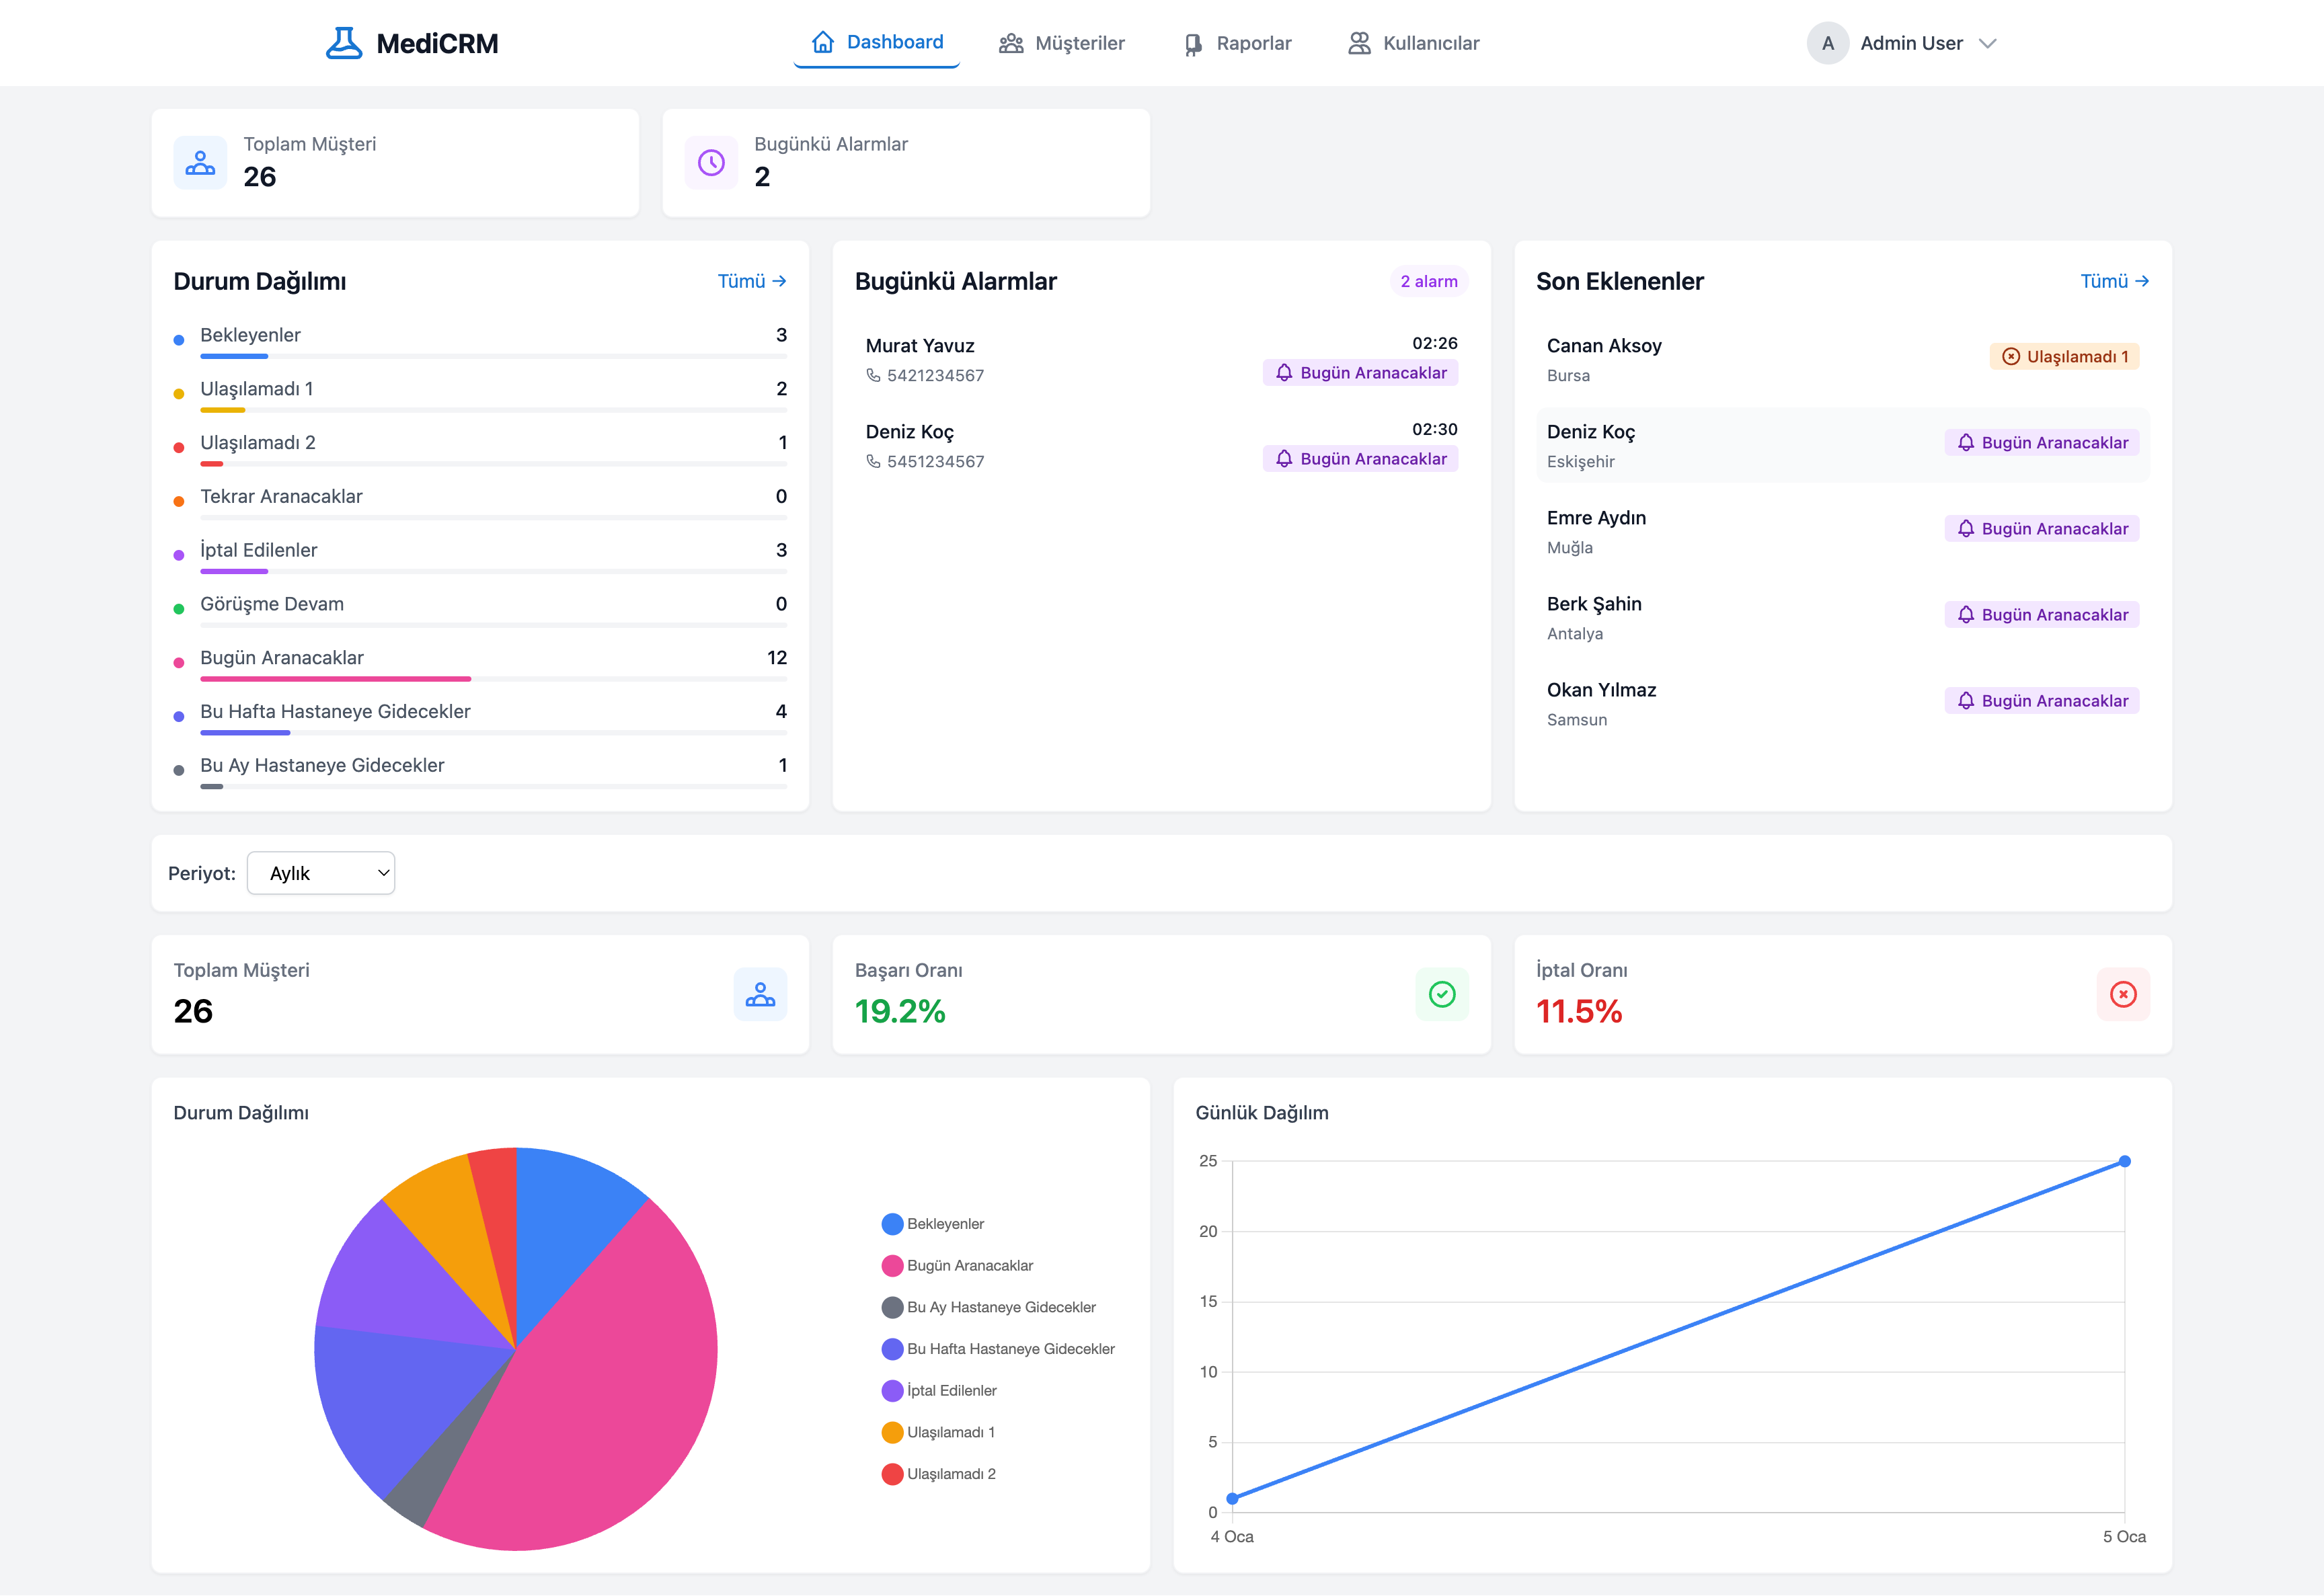 MediCRM
Dashboard
Müşteriler
Raporlar
Kullanıcılar
A
Admin User
Toplam Müşteri
26
Bugünkü Alarmlar
2
Durum Dağılımı
Tümü →
Bekleyenler 3
Ulaşılamadı 1 2
Ulaşılamadı 2 1
Tekrar Aranacaklar 0
İptal Edilenler 3
Görüşme Devam 0
Bugün Aranacaklar 12
Bu Hafta Hastaneye Gidecekler 4
Bu Ay Hastaneye Gidecekler 1
Bugünkü Alarmlar
2 alarm
Murat Yavuz
02:26
5421234567
Bugün Aranacaklar
Deniz Koç
02:30
5451234567
Bugün Aranacaklar
Son Eklenenler
Tümü →
Canan Aksoy
Bursa
Ulaşılamadı 1
Deniz Koç
Eskişehir
Bugün Aranacaklar
Emre Aydın
Muğla
Bugün Aranacaklar
Berk Şahin
Antalya
Bugün Aranacaklar
Okan Yılmaz
Samsun
Bugün Aranacaklar
Periyot:
Aylık
Toplam Müşteri
26
Başarı Oranı
19.2%
İptal Oranı
11.5%
Durum Dağılımı
Bekleyenler
Bugün Aranacaklar
Bu Ay Hastaneye Gidecekler
Bu Hafta Hastaneye Gidecekler
İptal Edilenler
Ulaşılamadı 1
Ulaşılamadı 2
Günlük Dağılım
25
20
15
10
5
0
4 Oca
5 Oca